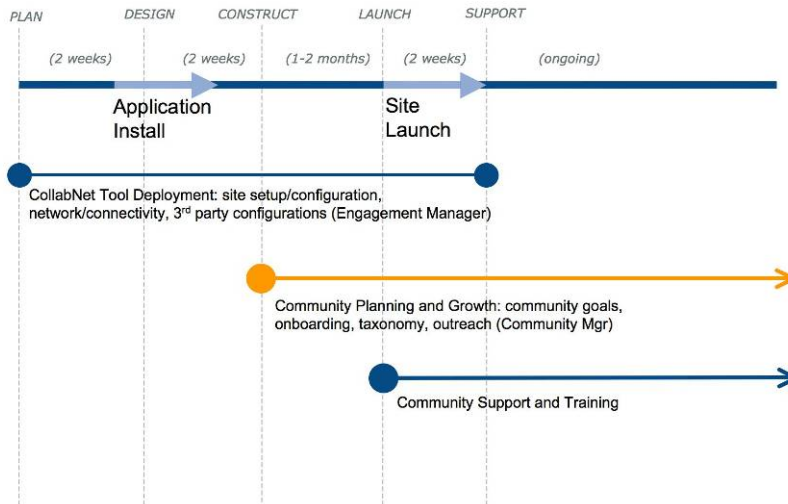 PLAN
DESIGN
CONSTRUCT
LAUNCH
SUPPORT
(2 weeks)
(2 weeks)
(1-2 months)
(2 weeks)
(ongoing)
Application
Install
Site
Launch
CollabNet Tool Deployment: site setup/configuration,
network/connectivity, 3rd party configurations (Engagement Manager)
Community Planning and Growth: community goals,
onboarding, taxonomy, outreach (Community Mgr)
Community Support and Training